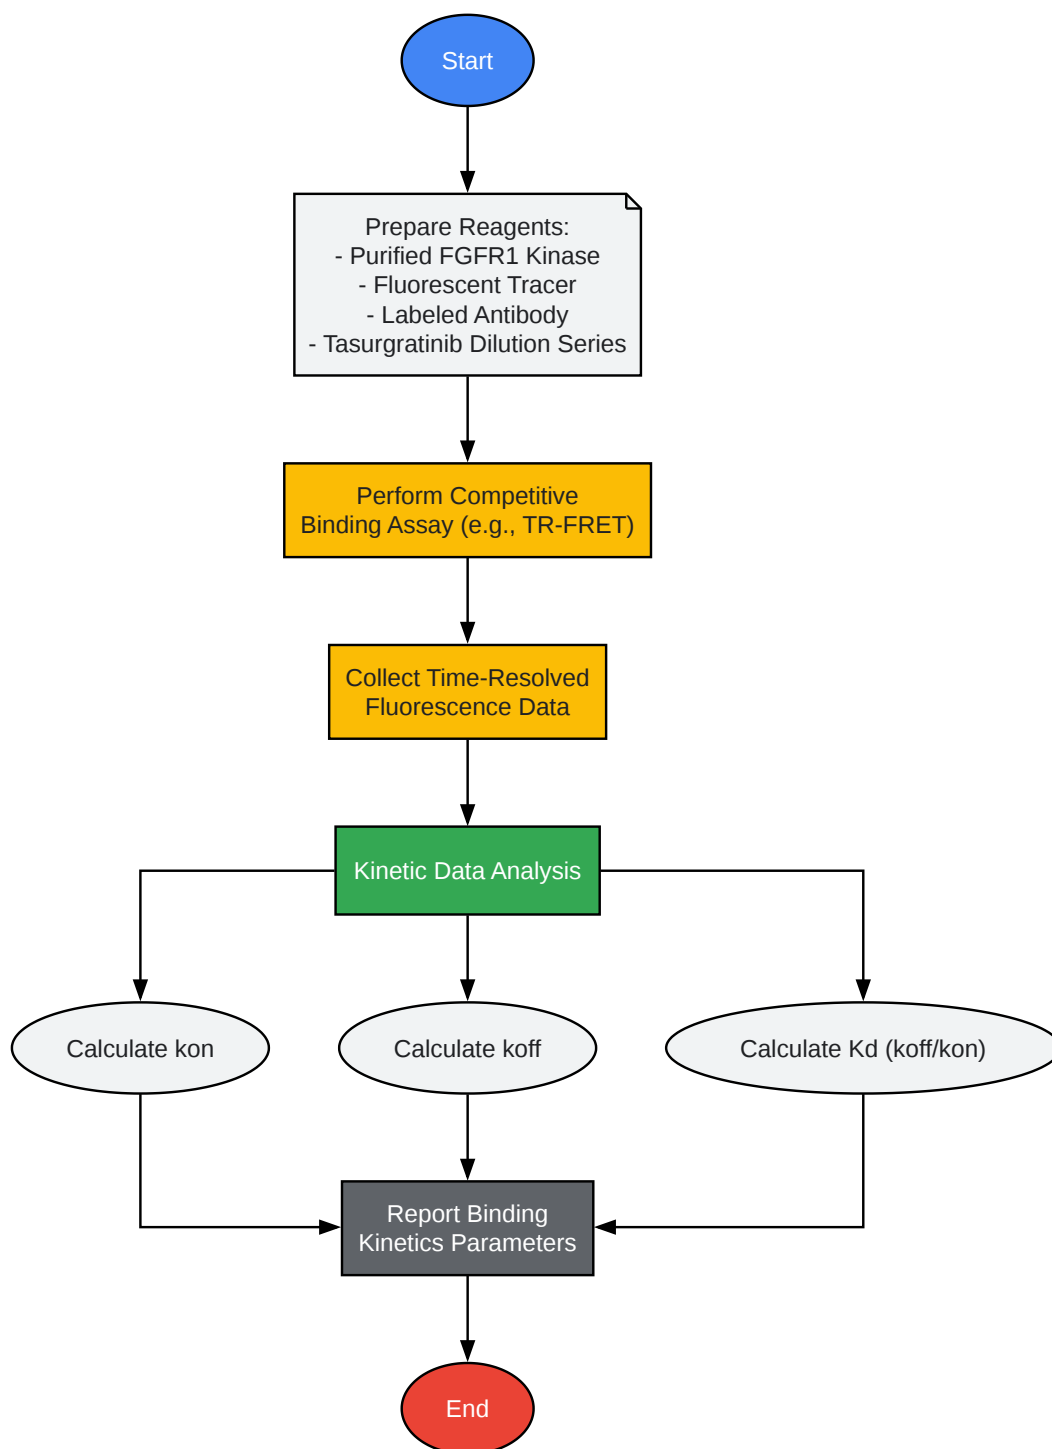 Start
Prepare Reagents:
- Purified FGFR1 Kinase
- Fluorescent Tracer
- Labeled Antibody
- Tasurgratinib Dilution Series
Perform Competitive
Binding Assay (e.g., TR-FRET)
Collect Time-Resolved
Fluorescence Data
Kinetic Data Analysis
Calculate kon
Calculate koff
Calculate Kd (koff/kon)
Report Binding
Kinetics Parameters
End